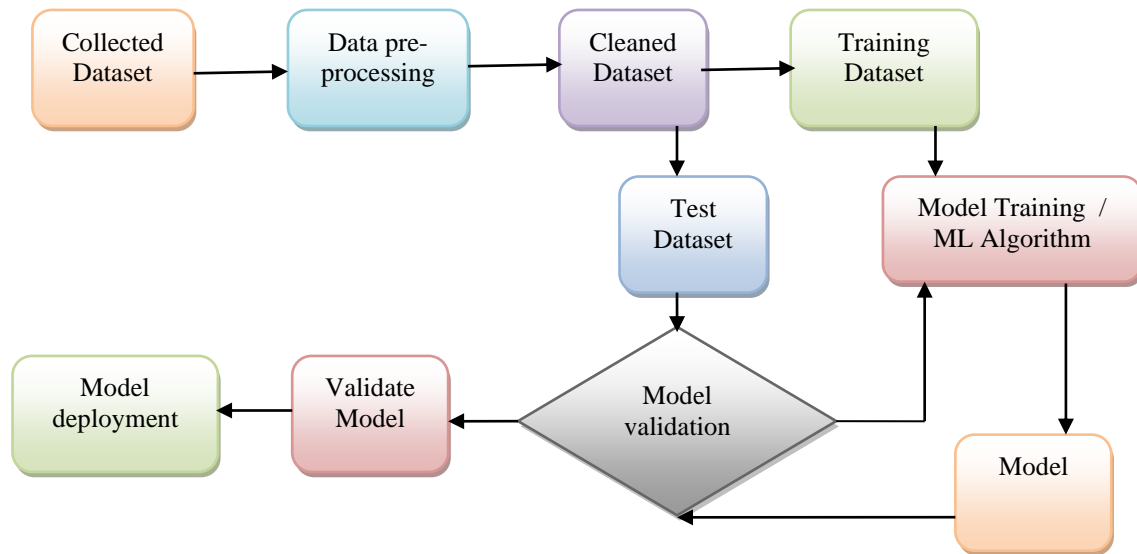 Collected
Dataset
Data pre-
processing
Cleaned
Dataset
Training
Dataset
Test
Dataset
Model Training /
ML Algorithm
Model
deployment
Validate
Model
Model
validation
Model